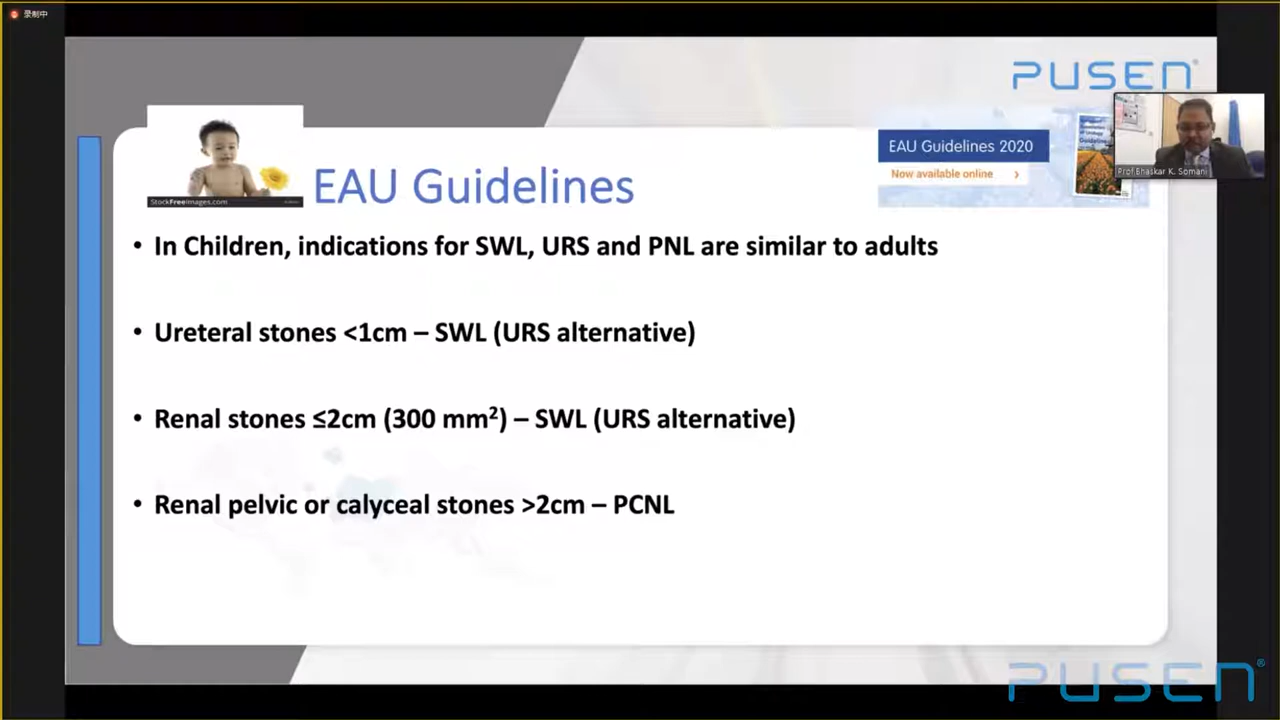 录制中
PUSEN
EAU Guidelines 2020
Now available online
Guidelines
Prof Bhaskar K. Somani
StockFreeImages.com
EAU Guidelines
• In Children, indications for SWL, URS and PNL are similar to adults
• Ureteral stones <1cm – SWL (URS alternative)
• Renal stones ≤2cm (300 mm²) – SWL (URS alternative)
• Renal pelvic or calyceal stones >2cm – PCNL
PUSEN®